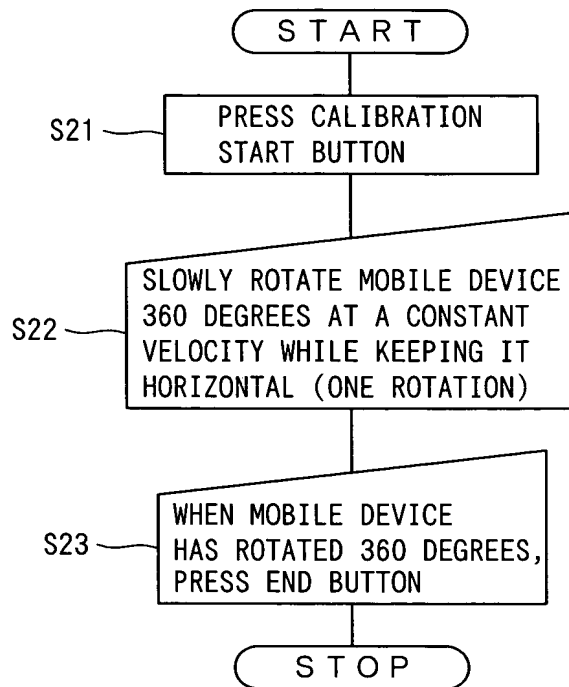 START
S21
PRESS CALIBRATION
START BUTTON
S22
SLOWLY ROTATE MOBILE DEVICE
360 DEGREES AT A CONSTANT
VELOCITY WHILE KEEPING IT
HORIZONTAL (ONE ROTATION)
S23
WHEN MOBILE DEVICE
HAS ROTATED 360 DEGREES,
PRESS END BUTTON
STOP